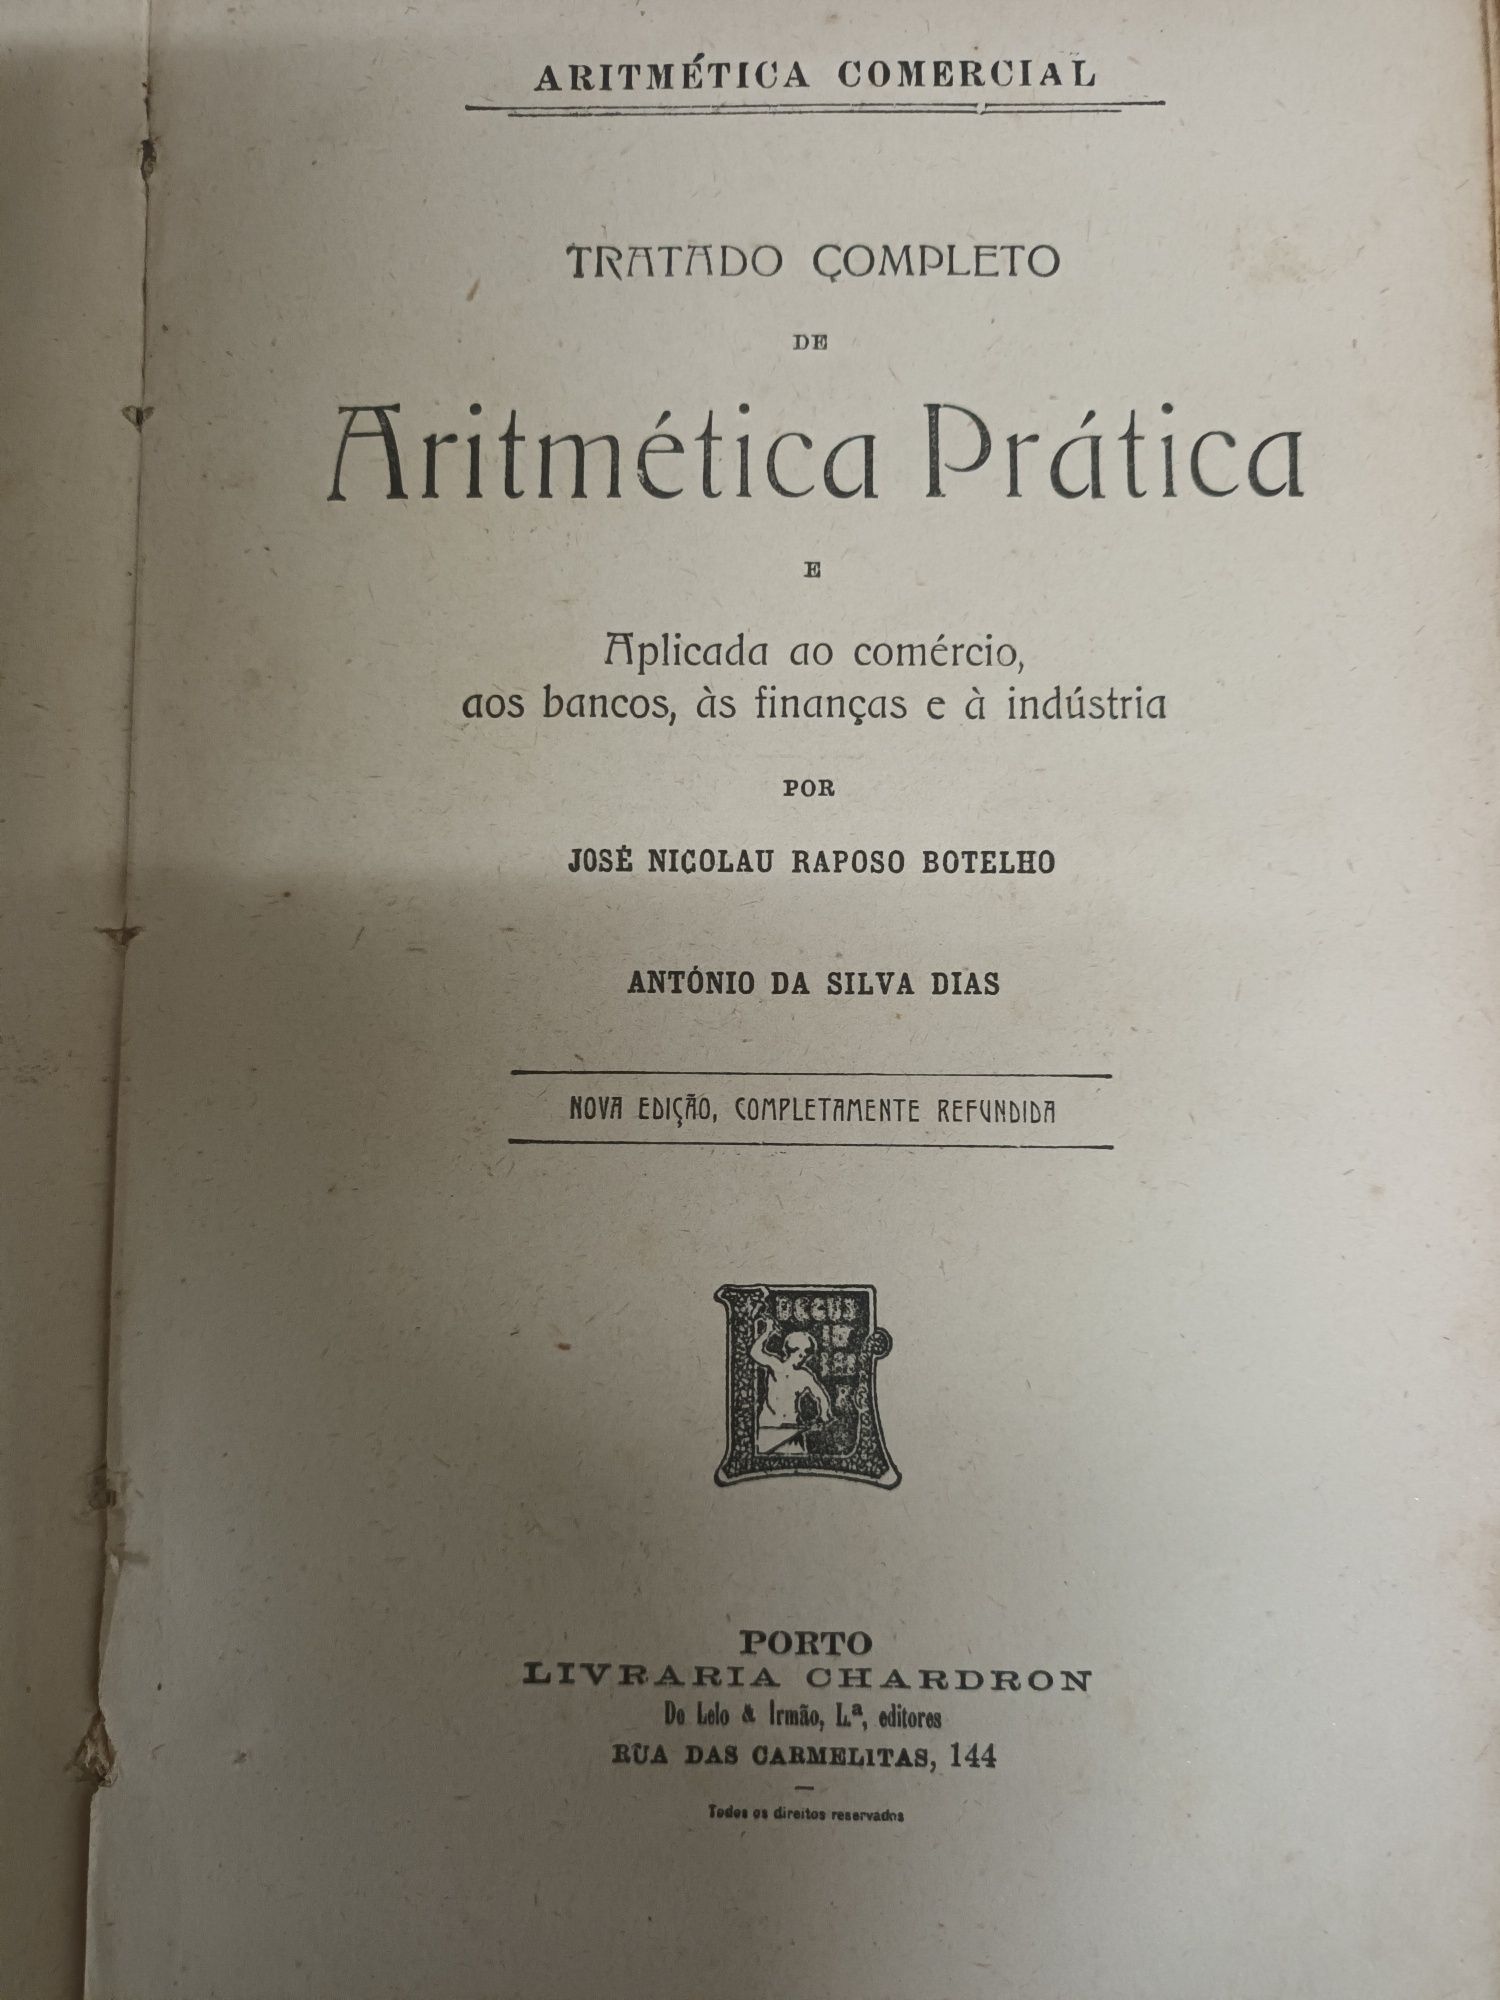 ARITMÉTICA COMERCIAL
TRATADO COMPLETO
DE
Aritmética Prática
E
Aplicada ao comércio,
aos bancos, às finanças e à indústria
POR
JOSÉ NICOLAU RAPOSO BOTELHO
ANTÓNIO DA SILVA DIAS
NOVA EDIÇÃO, COMPLETAMENTE REFUNDIDA
DECUS
IN
PORTO
LIVRARIA CHARDRON
De Lelo & Irmão, L.ª, editores
RUA DAS CARMELITAS, 144
Todos os direitos reservados